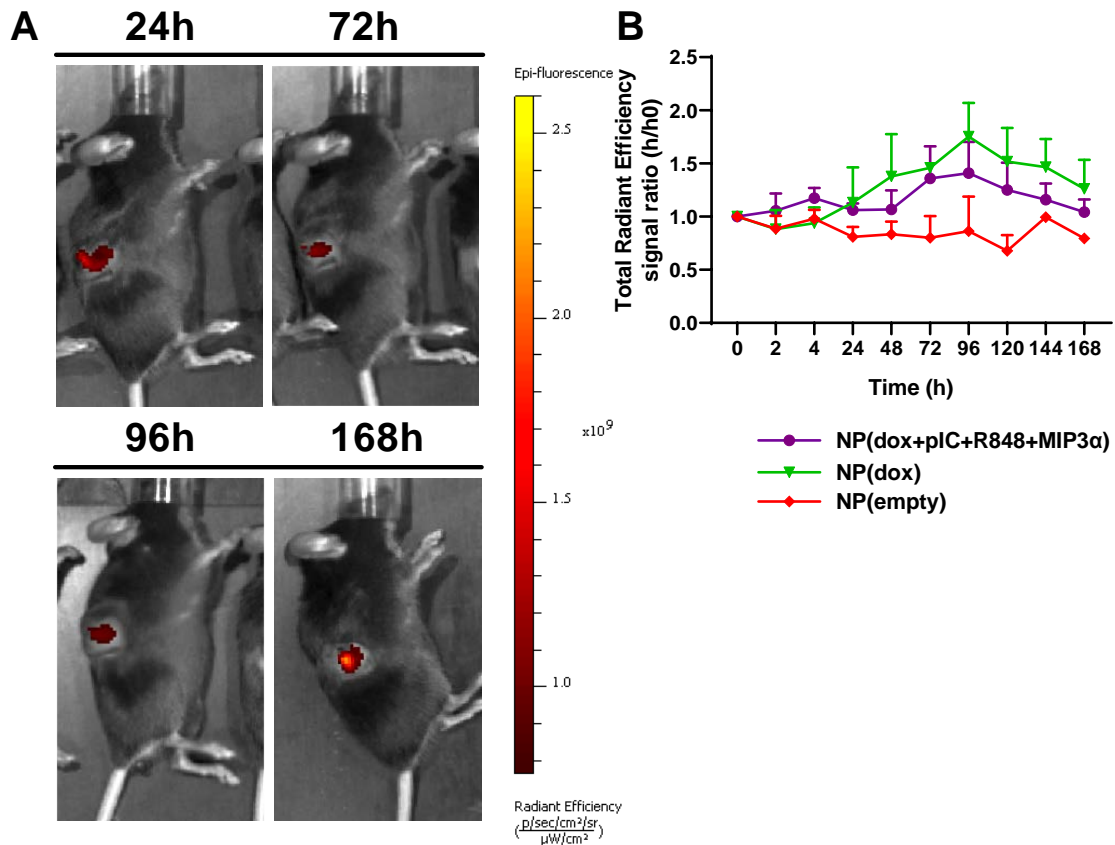 A
24h
72h
96h
168h
Epi-fluorescence
2.5
2.0
x10⁹
1.5
1.0
Radiant Efficiency
(p/sec/cm²/sr
µW/cm²)
B
Total Radiant Efficiency
signal ratio (h/h0)
2.5
2.0
1.5
1.0
0.5
0.0
0 2 4 24 48 72 96 120 144 168
Time (h)
NP(dox+pIC+R848+MIP3α)
NP(dox)
NP(empty)